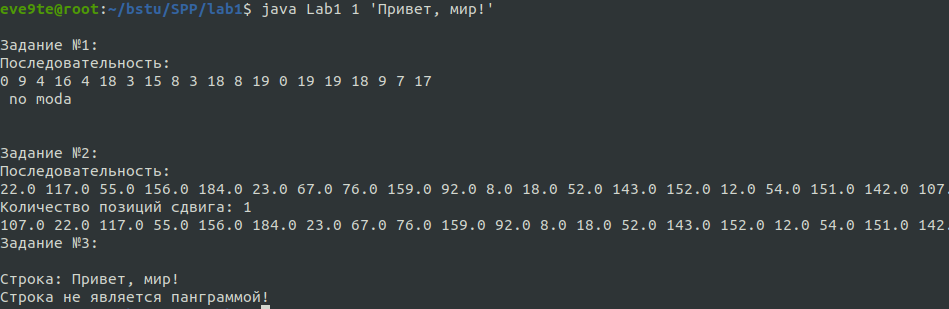 eve9te@root:~/bstu/SPP/lab1$ java Lab1 1 'Привет, мир!'
Задание №1:
Последовательность:
0 9 4 16 4 18 3 15 8 3 18 8 19 0 19 19 18 9 7 17
no moda
Задание №2:
Последовательность:
22.0 117.0 55.0 156.0 184.0 23.0 67.0 76.0 159.0 92.0 8.0 18.0 52.0 143.0 152.0 12.0 54.0 151.0 142.0 107.
Количество позиций сдвига: 1
107.0 22.0 117.0 55.0 156.0 184.0 23.0 67.0 76.0 159.0 92.0 8.0 18.0 52.0 143.0 152.0 12.0 54.0 151.0 142.
Задание №3:
Строка: Привет, мир!
Строка не является панграммой!